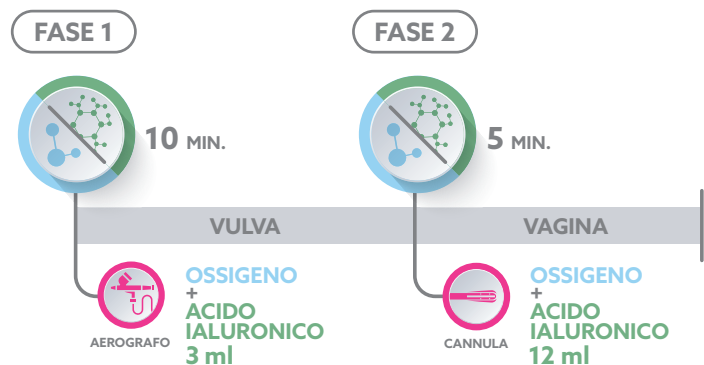 FASE 1
FASE 2
10 MIN.
5 MIN.
VULVA
VAGINA
AEROGRAFO
OSSIGENO
+
ACIDO
IALURONICO
3 ml
CANNULA
OSSIGENO
+
ACIDO
IALURONICO
12 ml